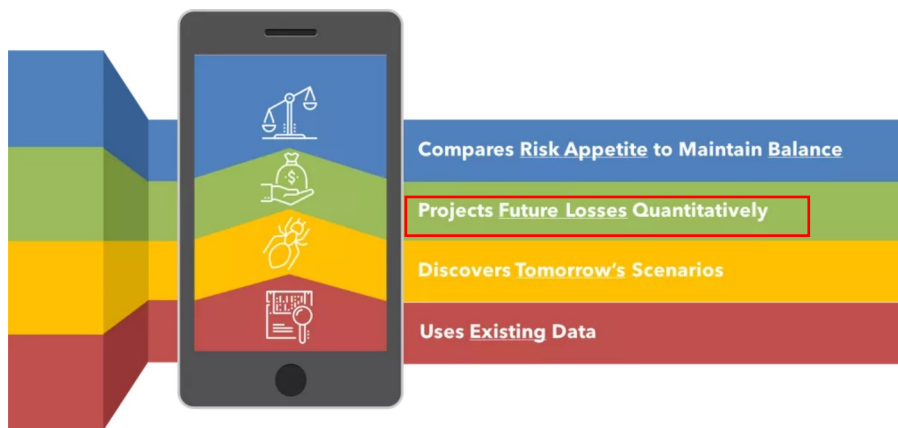 Compares Risk Appetite to Maintain Balance
Projects Future Losses Quantitatively
Discovers Tomorrow's Scenarios
Uses Existing Data